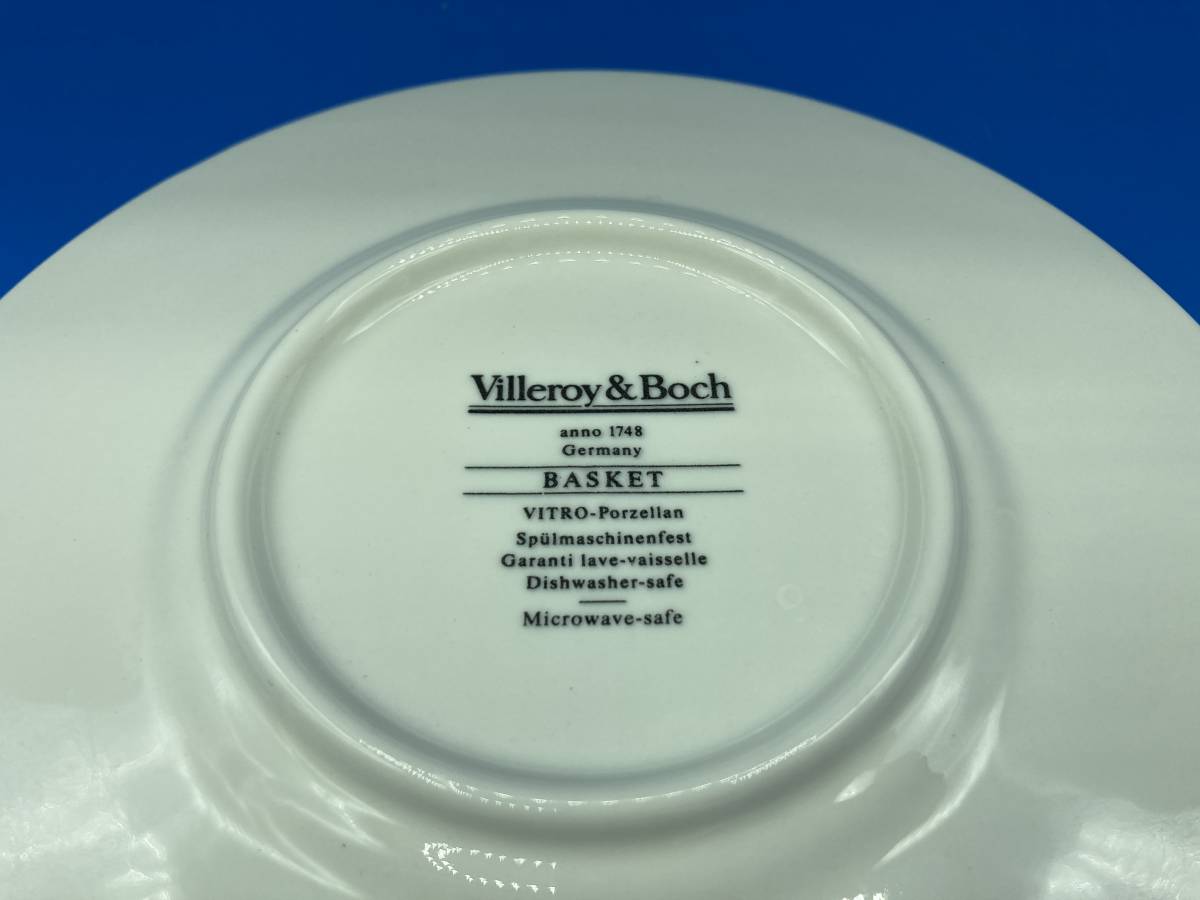 Villeroy & Boch
anno 1748
Germany
BASKET
VITRO-Porzellan
Spülmaschinenfest
Garanti lave-vaisselle
Dishwasher-safe
Microwave-safe